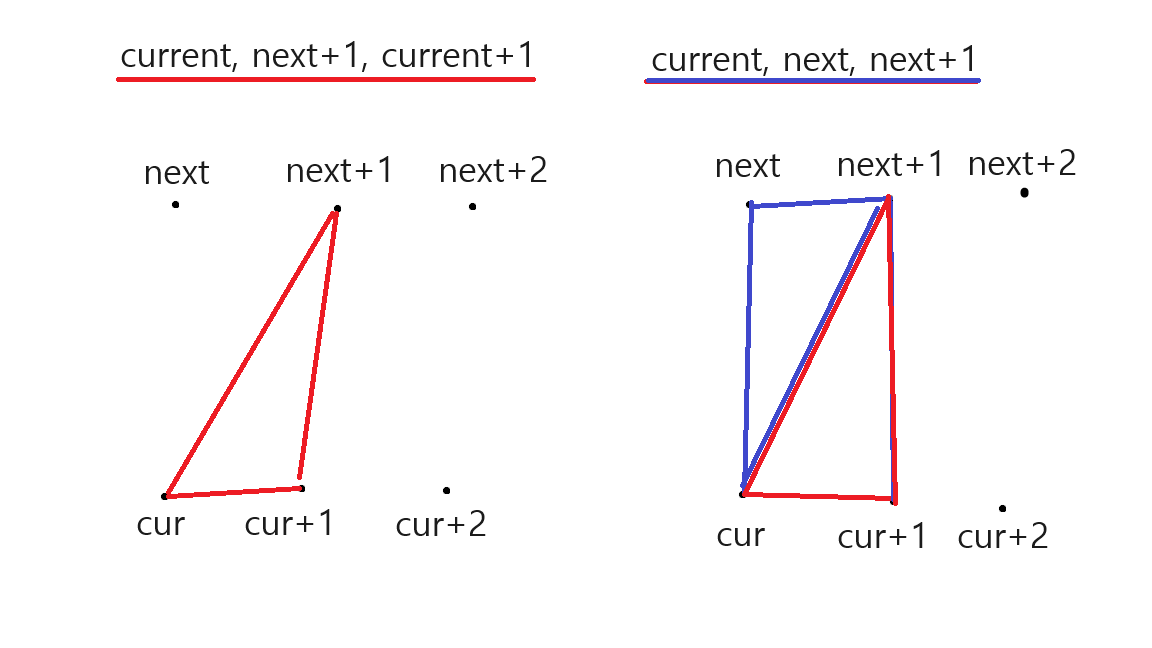 current, next+1, current+1
current, next, next+1
next
next+1
next+2
next
next+1
next+2
cur
cur+1
cur+2
cur
cur+1
cur+2